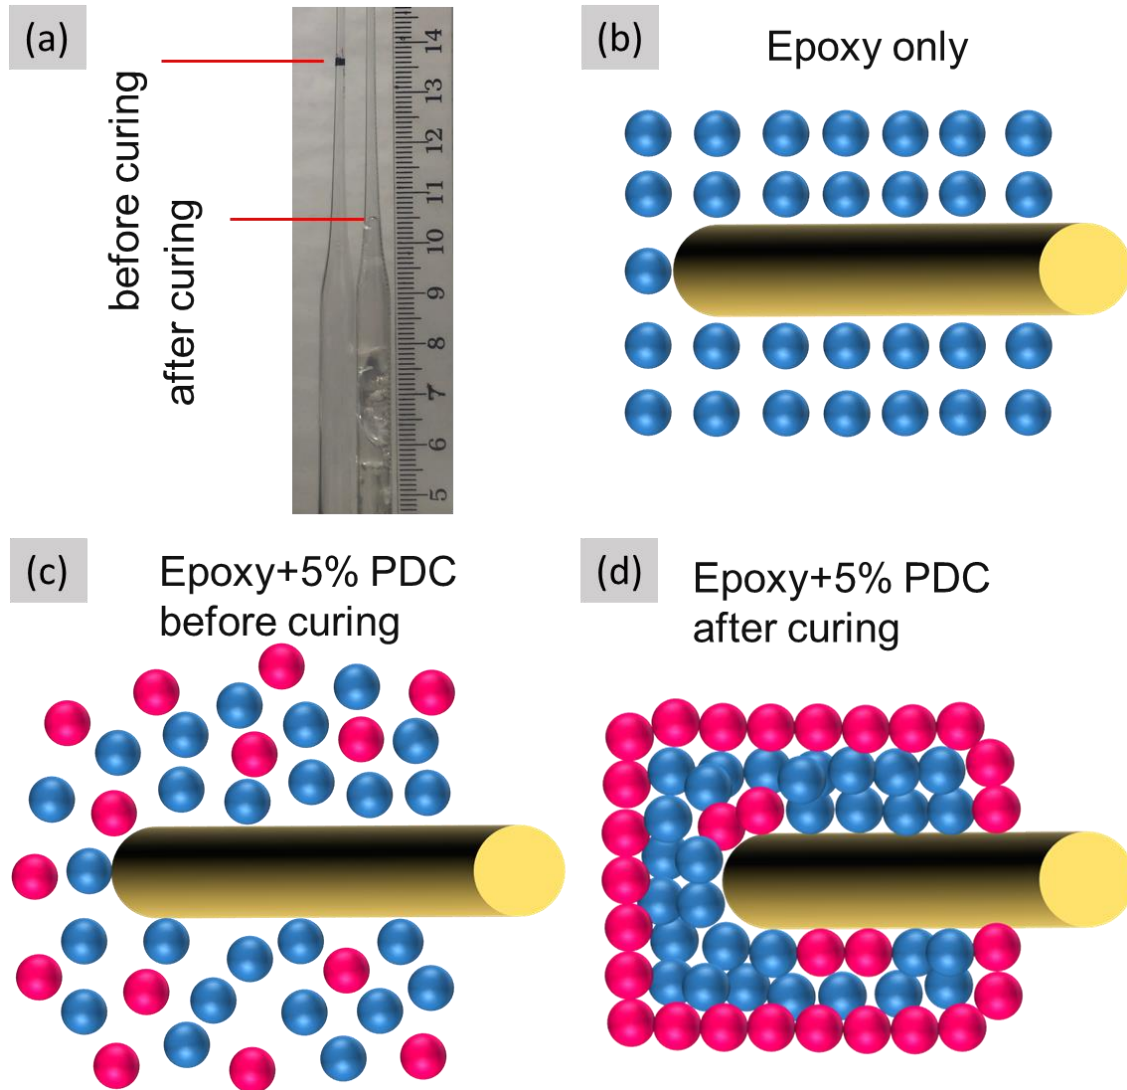 (a)
before curing
after curing
14
13
12
11
10
9
8
7
6
5
(b)
Epoxy only
(c)
Epoxy+5% PDC
before curing
(d)
Epoxy+5% PDC
after curing